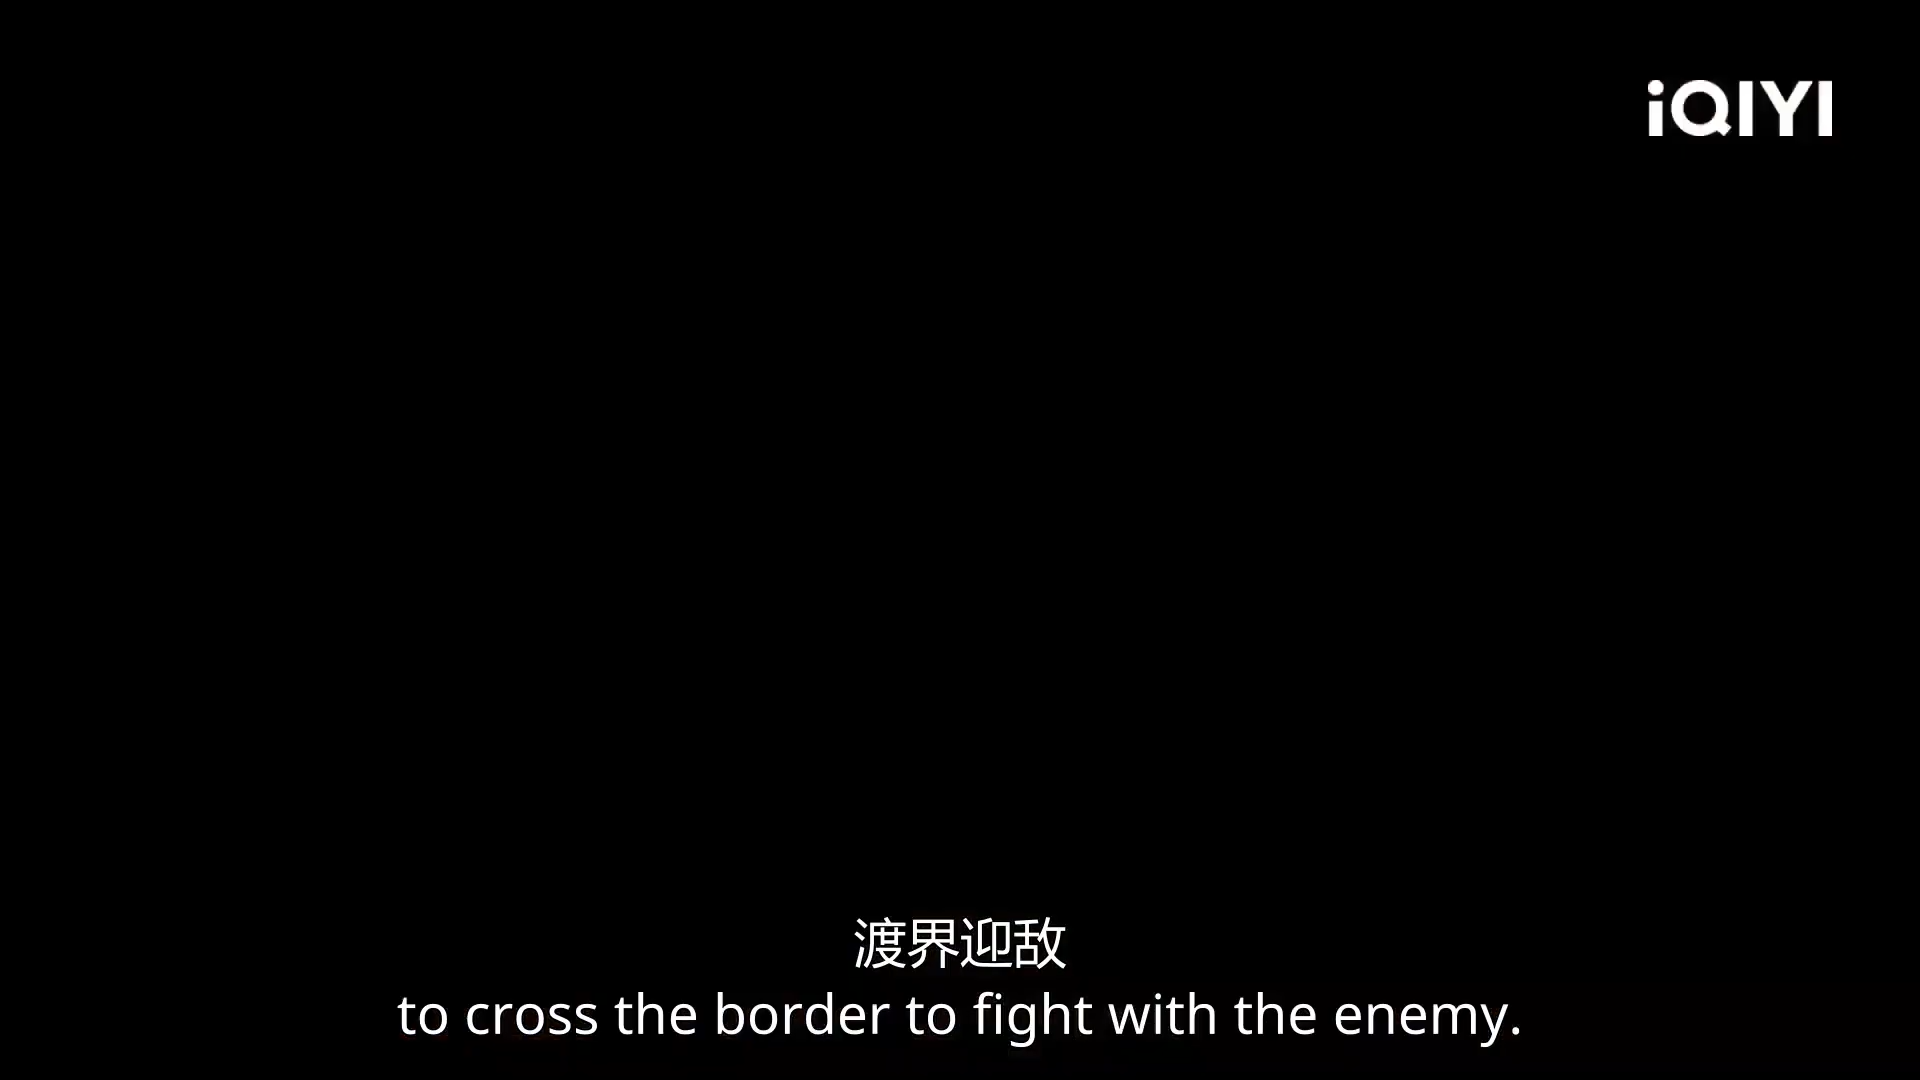 iQIYI
渡界迎敌
to cross the border to fight with the enemy.